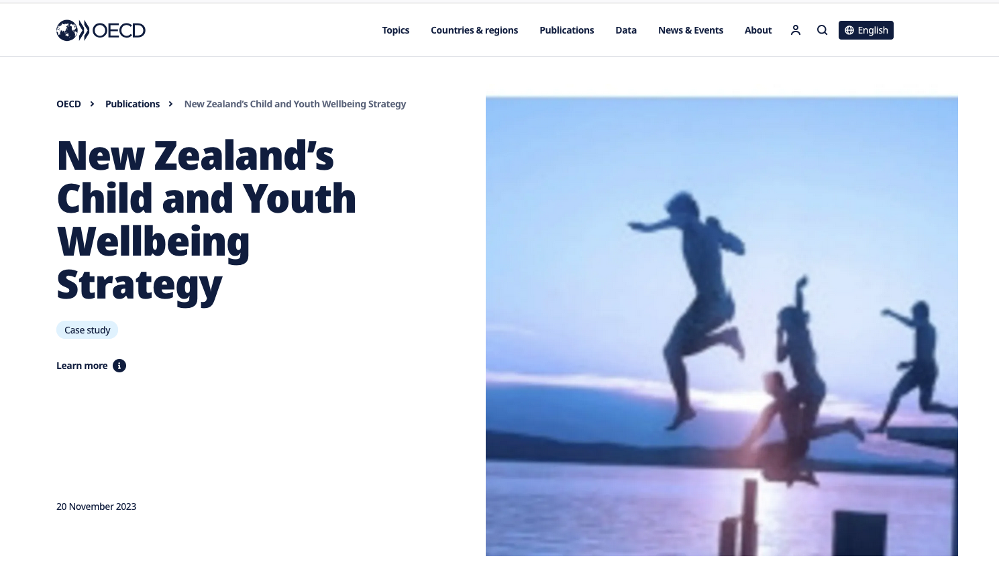 OECD
Topics Countries & regions Publications Data News & Events About English
OECD Publications New Zealand’s Child and Youth Wellbeing Strategy
New Zealand’s
Child and Youth
Wellbeing
Strategy
Case study
Learn more
20 November 2023